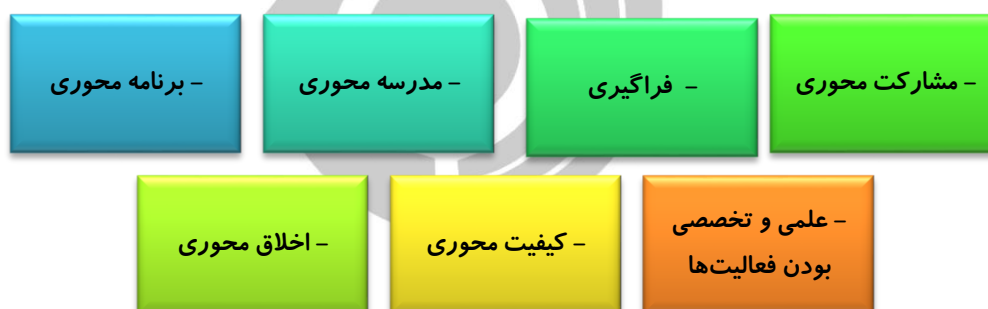 - مشارکت محوری
- فراگیری
- مدرسه محوری
- برنامه محوری
- علمی و تخصصی
بودن فعالیت‌ها
- کیفیت محوری
- اخلاق محوری